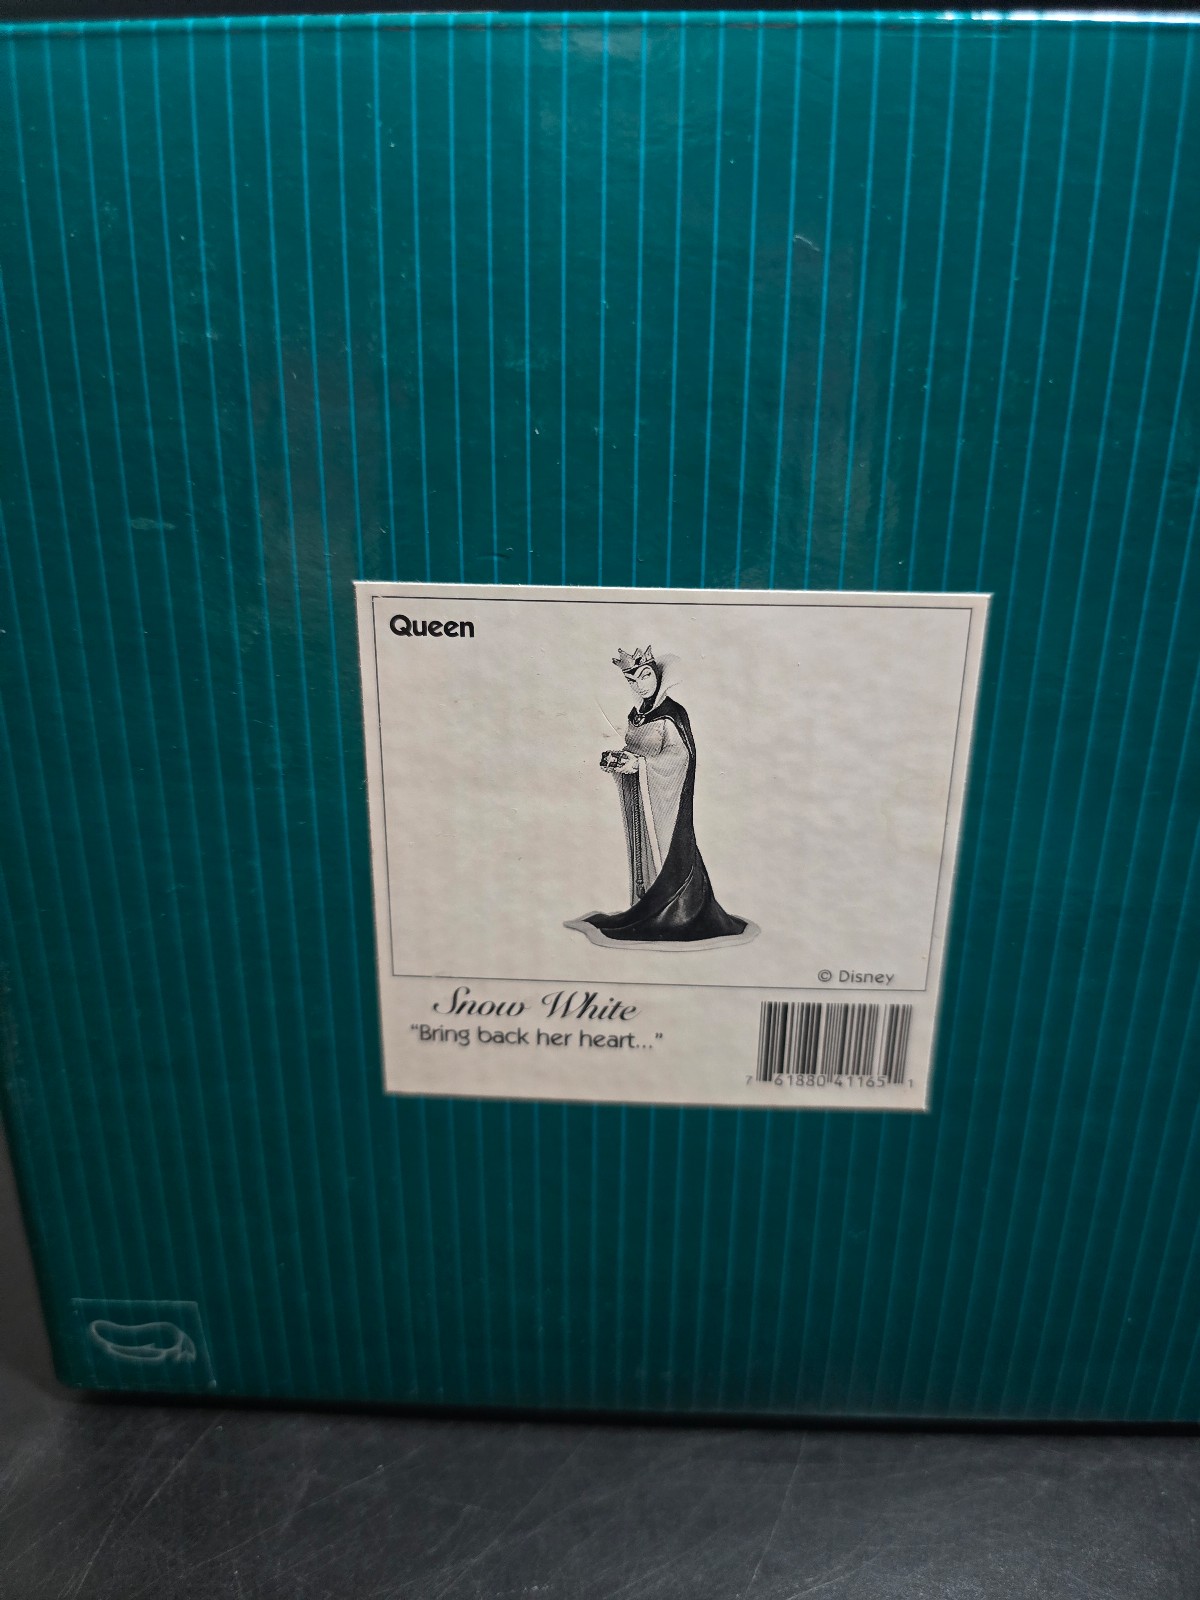 Queen
© Disney
Snow White
"Bring back her heart..."
7 61880 41165 1